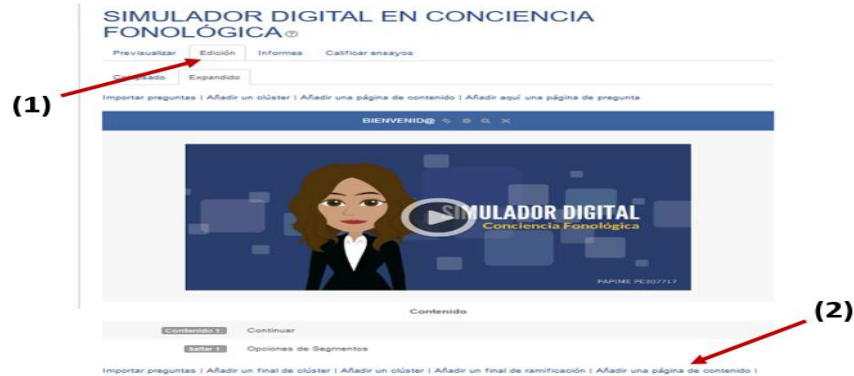 SIMULADOR DIGITAL EN CONCIENCIA
FONOLÓGICA
Previsualizar Edición Informes Calificar ensayos
Colapsado Expandido
(1)
Importar preguntas | Añadir un clúster | Añadir una página de contenido | Añadir aquí una página de pregunta
BIENVENID@
SIMULADOR DIGITAL
Conciencia Fonológica
PAPIME PE307717
Contenido
(2)
Contenido 1 Continuar
Saltar 1 Opciones de Segmentos
Importar preguntas | Añadir un final de clúster | Añadir un clúster | Añadir un final de ramificación | Añadir una página de contenido |